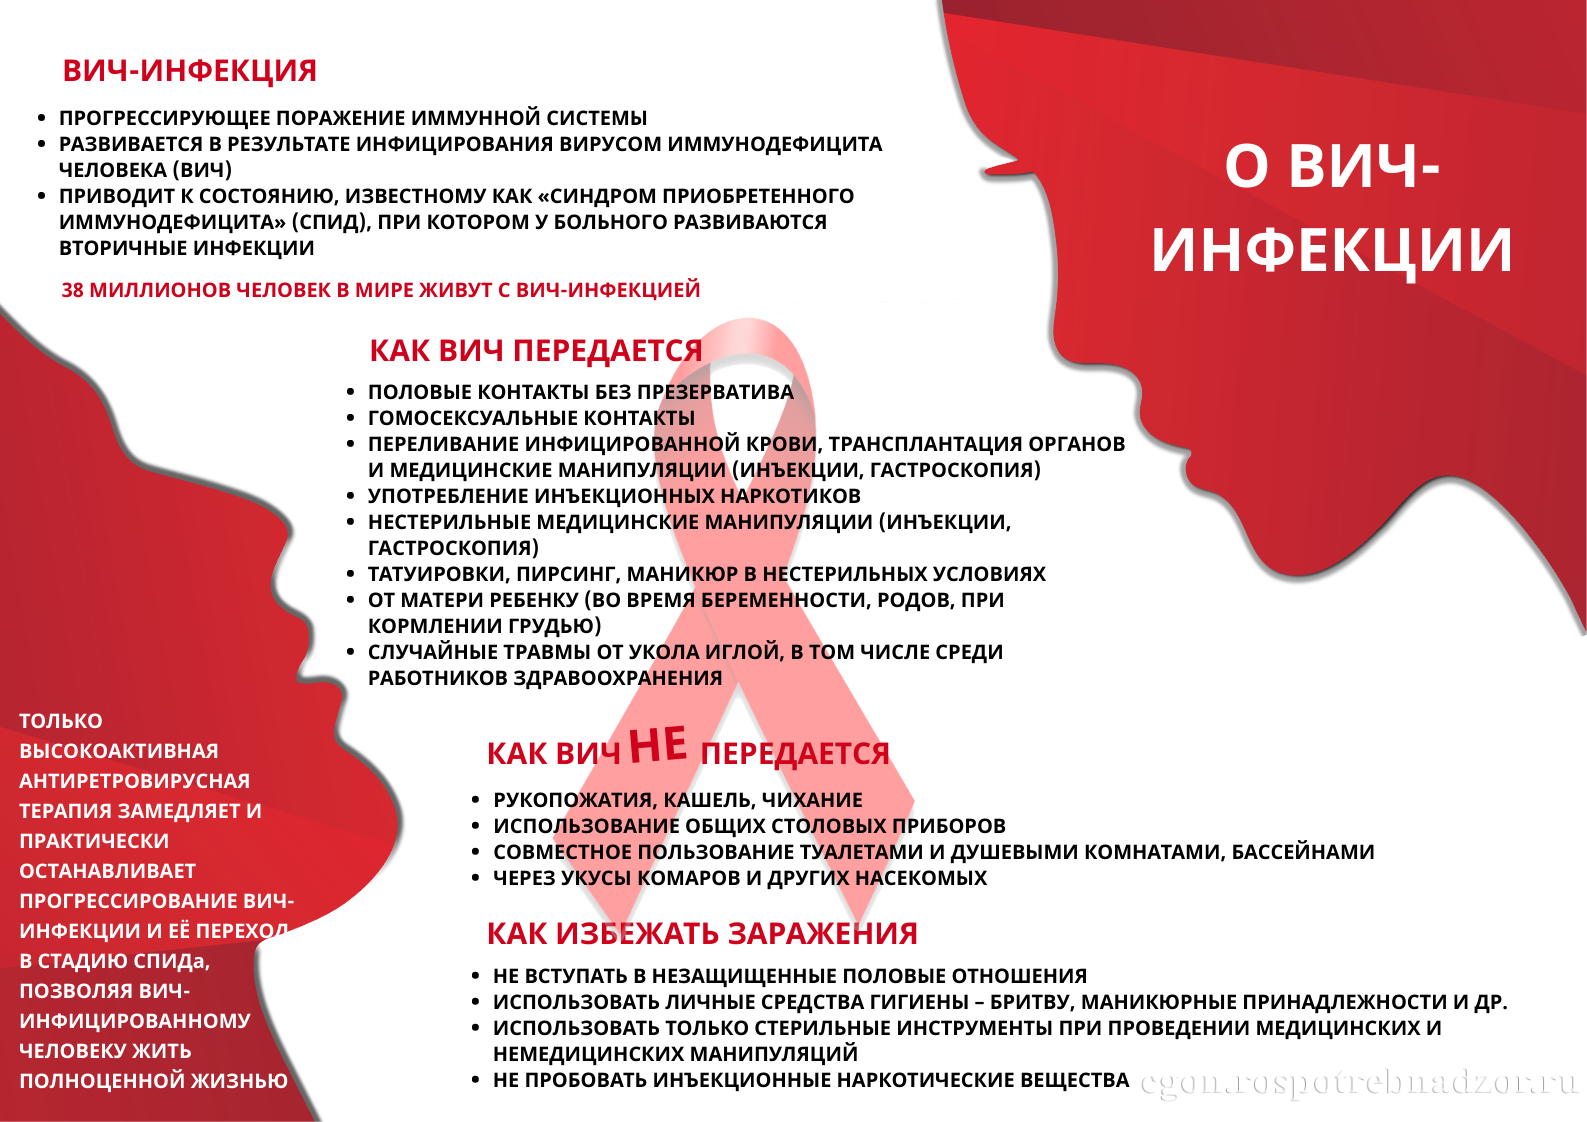 О ВИЧ-
ИНФЕКЦИИ
ВИЧ-ИНФЕКЦИЯ
• ПРОГРЕССИРУЮЩЕЕ ПОРАЖЕНИЕ ИММУННОЙ СИСТЕМЫ
• РАЗВИВАЕТСЯ В РЕЗУЛЬТАТЕ ИНФИЦИРОВАНИЯ ВИРУСОМ ИММУНОДЕФИЦИТА
ЧЕЛОВЕКА (ВИЧ)
• ПРИВОДИТ К СОСТОЯНИЮ, ИЗВЕСТНОМУ КАК «СИНДРОМ ПРИОБРЕТЕННОГО
ИММУНОДЕФИЦИТА» (СПИД), ПРИ КОТОРОМ У БОЛЬНОГО РАЗВИВАЮТСЯ
ВТОРИЧНЫЕ ИНФЕКЦИИ
38 МИЛЛИОНОВ ЧЕЛОВЕК В МИРЕ ЖИВУТ С ВИЧ-ИНФЕКЦИЕЙ
КАК ВИЧ ПЕРЕДАЕТСЯ
• ПОЛОВЫЕ КОНТАКТЫ БЕЗ ПРЕЗЕРВАТИВА
• ГОМОСЕКСУАЛЬНЫЕ КОНТАКТЫ
• ПЕРЕЛИВАНИЕ ИНФИЦИРОВАННОЙ КРОВИ, ТРАНСПЛАНТАЦИЯ ОРГАНОВ
И МЕДИЦИНСКИЕ МАНИПУЛЯЦИИ (ИНЪЕКЦИИ, ГАСТРОСКОПИЯ)
• УПОТРЕБЛЕНИЕ ИНЪЕКЦИОННЫХ НАРКОТИКОВ
• НЕСТЕРИЛЬНЫЕ МЕДИЦИНСКИЕ МАНИПУЛЯЦИИ (ИНЪЕКЦИИ,
ГАСТРОСКОПИЯ)
• ТАТУИРОВКИ, ПИРСИНГ, МАНИКЮР В НЕСТЕРИЛЬНЫХ УСЛОВИЯХ
• ОТ МАТЕРИ РЕБЕНКУ (ВО ВРЕМЯ БЕРЕМЕННОСТИ, РОДОВ, ПРИ
КОРМЛЕНИИ ГРУДЬЮ)
• СЛУЧАЙНЫЕ ТРАВМЫ ОТ УКОЛА ИГЛОЙ, В ТОМ ЧИСЛЕ СРЕДИ
РАБОТНИКОВ ЗДРАВООХРАНЕНИЯ
ТОЛЬКО
ВЫСОКОАКТИВНАЯ
АНТИРЕТРОВИРУСНАЯ
ТЕРАПИЯ ЗАМЕДЛЯЕТ И
ПРАКТИЧЕСКИ
ОСТАНАВЛИВАЕТ
ПРОГРЕССИРОВАНИЕ ВИЧ-
ИНФЕКЦИИ И ЕЁ ПЕРЕХОД
В СТАДИЮ СПИДа,
ПОЗВОЛЯЯ ВИЧ-
ИНФИЦИРОВАННОМУ
ЧЕЛОВЕКУ ЖИТЬ
ПОЛНОЦЕННОЙ ЖИЗНЬЮ
КАК ВИЧ НЕ ПЕРЕДАЕТСЯ
• РУКОПОЖАТИЯ, КАШЕЛЬ, ЧИХАНИЕ
• ИСПОЛЬЗОВАНИЕ ОБЩИХ СТОЛОВЫХ ПРИБОРОВ
• СОВМЕСТНОЕ ПОЛЬЗОВАНИЕ ТУАЛЕТАМИ И ДУШЕВЫМИ КОМНАТАМИ, БАССЕЙНАМИ
• ЧЕРЕЗ УКУСЫ КОМАРОВ И ДРУГИХ НАСЕКОМЫХ
КАК ИЗБЕЖАТЬ ЗАРАЖЕНИЯ
• НЕ ВСТУПАТЬ В НЕЗАЩИЩЕННЫЕ ПОЛОВЫЕ ОТНОШЕНИЯ
• ИСПОЛЬЗОВАТЬ ЛИЧНЫЕ СРЕДСТВА ГИГИЕНЫ – БРИТВУ, МАНИКЮРНЫЕ ПРИНАДЛЕЖНОСТИ И ДР.
• ИСПОЛЬЗОВАТЬ ТОЛЬКО СТЕРИЛЬНЫЕ ИНСТРУМЕНТЫ ПРИ ПРОВЕДЕНИИ МЕДИЦИНСКИХ И
НЕМЕДИЦИНСКИХ МАНИПУЛЯЦИЙ
• НЕ ПРОБОВАТЬ ИНЪЕКЦИОННЫЕ НАРКОТИЧЕСКИЕ ВЕЩЕСТВА
cgon.rospotrebnadzor.ru